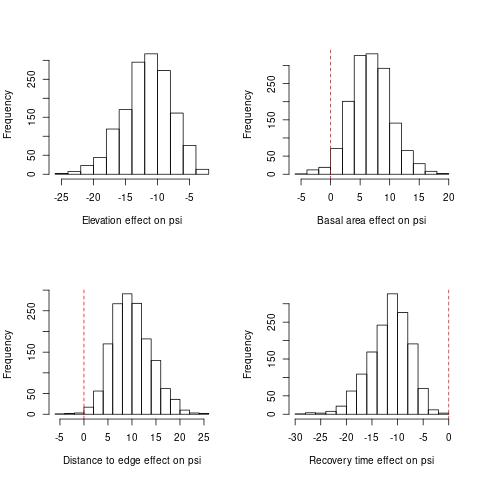 Frequency
250
150
50
0
-25 -20 -15 -10 -5
Elevation effect on psi
Frequency
250
150
50
0
-5 0 5 10 15 20
Basal area effect on psi
Frequency
250
150
50
0
-5 0 5 10 15 20 25
Distance to edge effect on psi
Frequency
250
150
50
0
-30 -25 -20 -15 -10 -5 0
Recovery time effect on psi